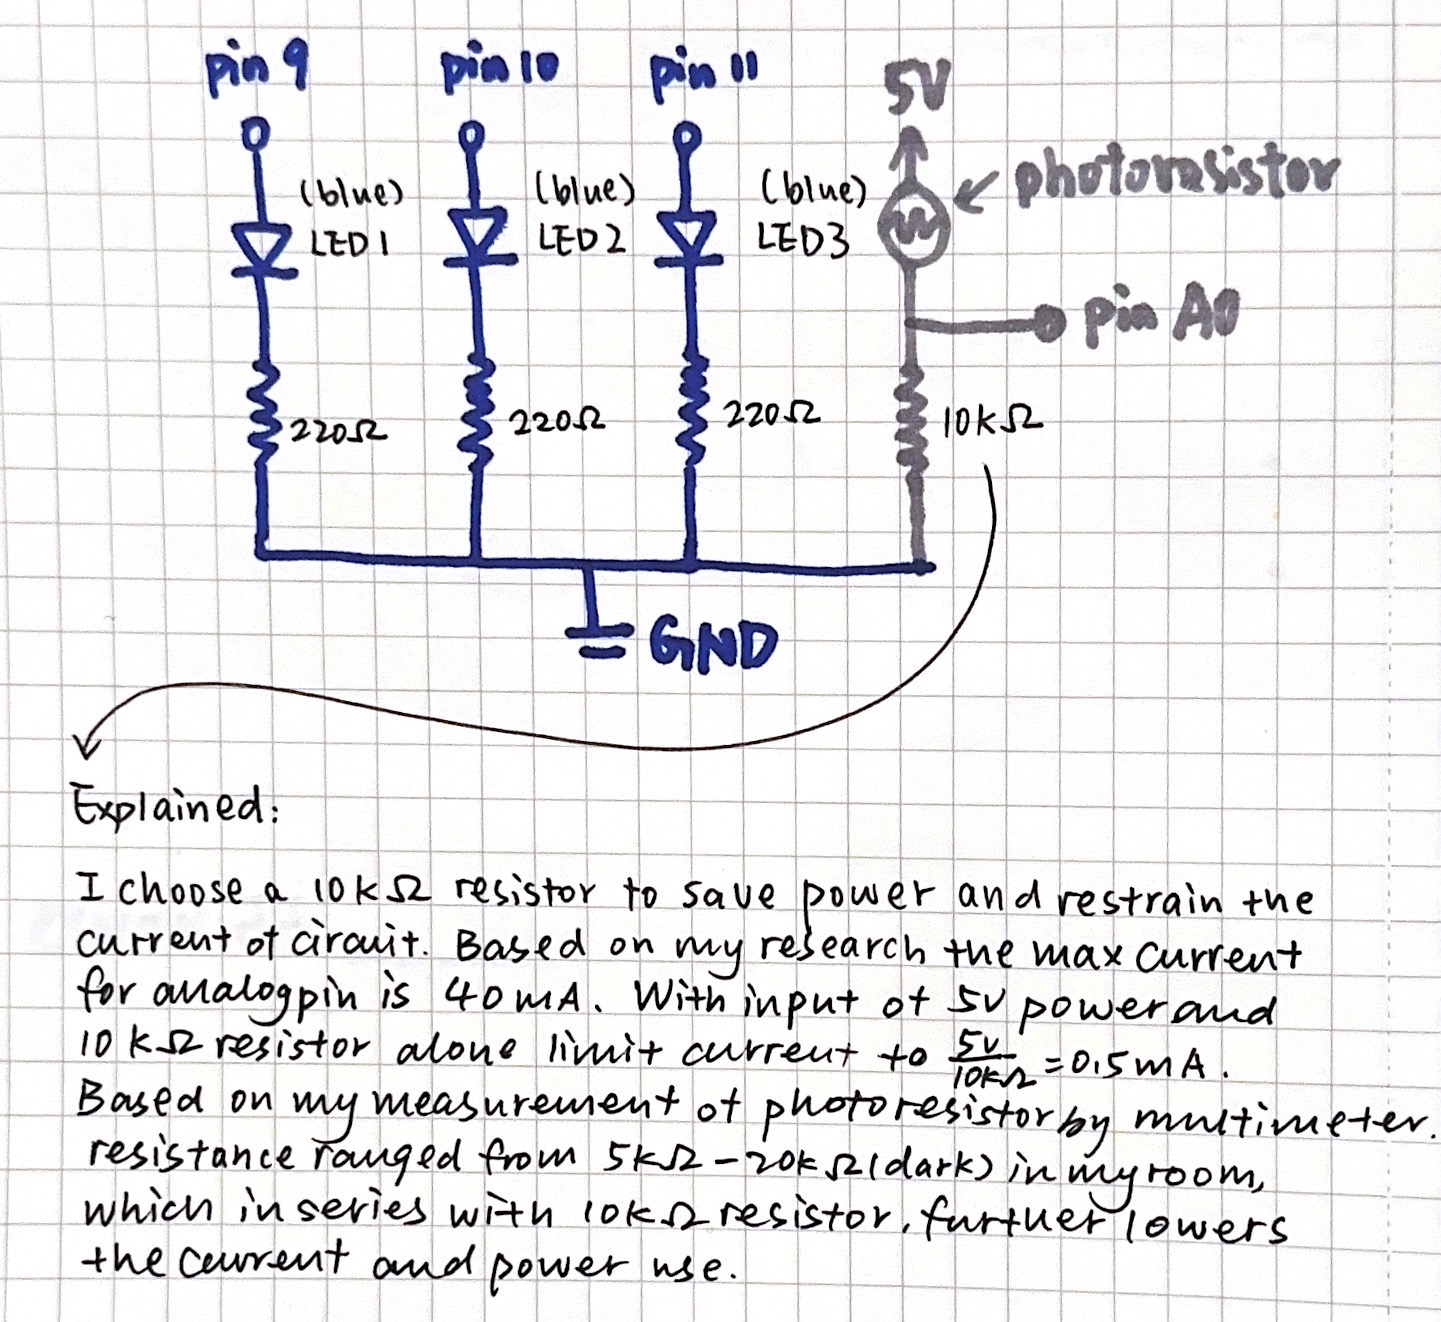 pin 9 pin 10 pin 11 5V
(blue) (blue) (blue) photoresistor
LED1 LED2 LED3
pin A0
220Ω 220Ω 220Ω 10kΩ
GND
Explained:
I choose a 10kΩ resistor to save power and restrain the
current of circuit. Based on my research the max current
for analog pin is 40mA. With input of 5V power and
10kΩ resistor alone limit current to 5V/10kΩ = 0.5mA.
Based on my measurement of photoresistor by multimeter.
resistance ranged from 5kΩ - 20kΩ (dark) in my room,
which in series with 10kΩ resistor, further lowers
the current and power use.